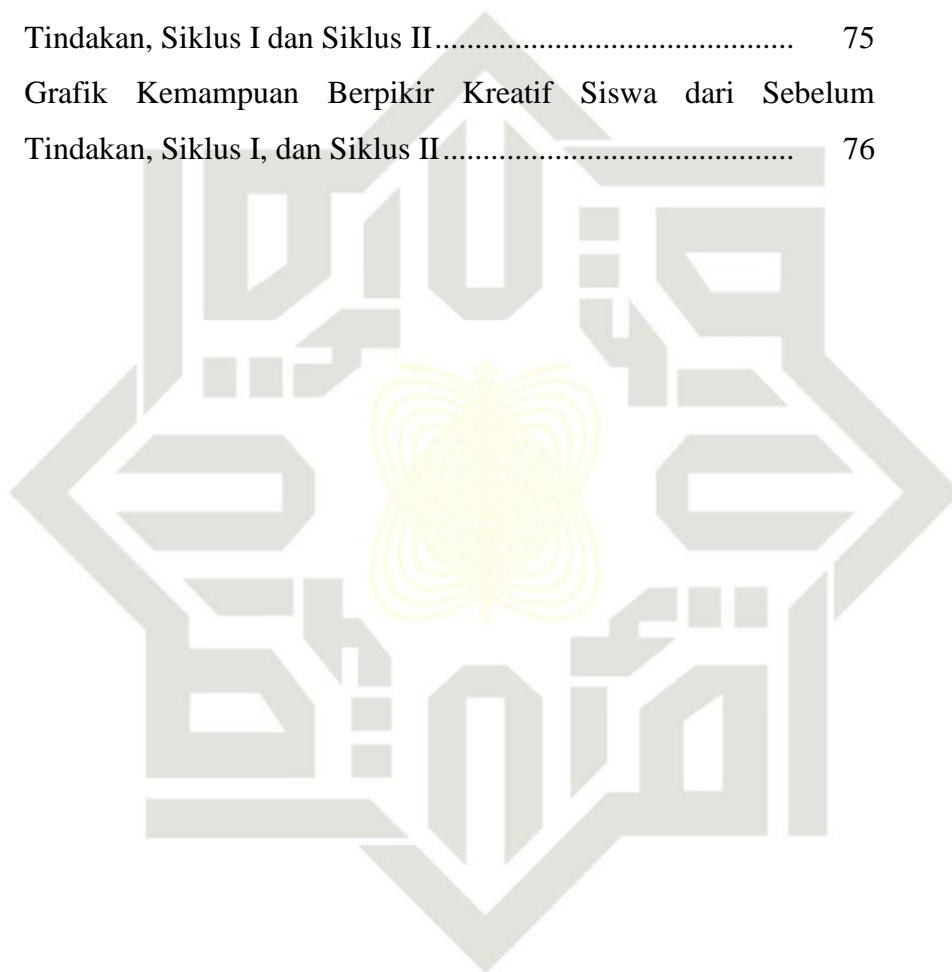 Tindakan, Siklus I dan Siklus II............................................. 75
Grafik Kemampuan Berpikir Kreatif Siswa dari Sebelum
Tindakan, Siklus I, dan Siklus II............................................ 76